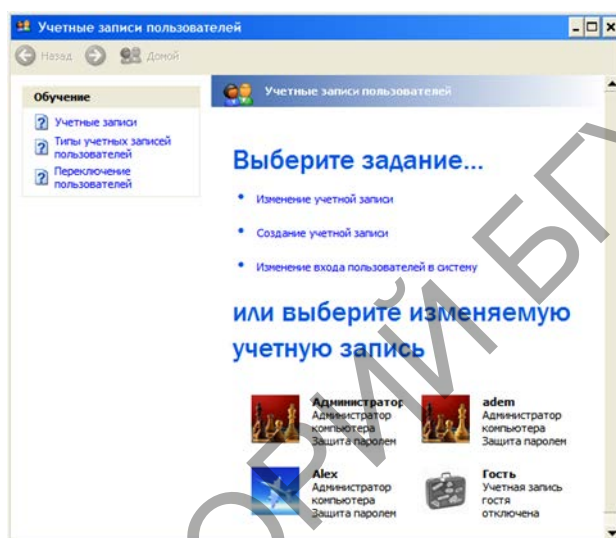 Учетные записи пользователей
Назад
Домой
Обучение
Учетные записи
Типы учетных записей
пользователей
Переключение
пользователей
Учетные записи пользователей
Выберите задание...
Изменение учетной записи
Создание учетной записи
Изменение входа пользователей в систему
или выберите изменяемую
учетную запись
Администратор
Администратор
компьютера
Защита паролем
adem
Администратор
компьютера
Защита паролем
Alex
Администратор
компьютера
Защита паролем
Гость
Учетная запись
гостя
отключена
ОРИЙ БГУ